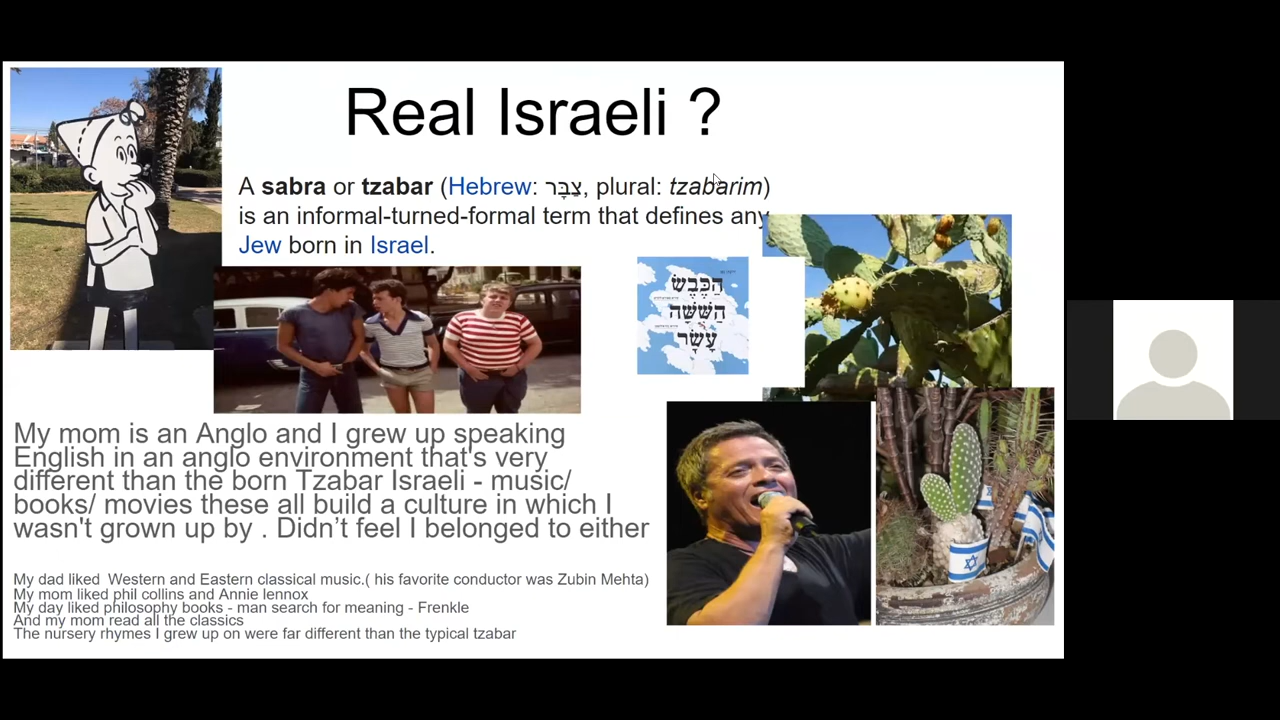 Real Israeli ?
A sabra or tzabar (Hebrew: צַבָּר, plural: tzabarim)
is an informal-turned-formal term that defines any
Jew born in Israel.
הַכֶּבֶשׂ
הַשִּׁשָּׁה
עָשָׂר
My mom is an Anglo and I grew up speaking
English in an anglo environment that's very
different than the born Tzabar Israeli - music/
books/ movies these all build a culture in which I
wasn't grown up by . Didn’t feel I belonged to either
My dad liked  Western and Eastern classical music.( his favorite conductor was Zubin Mehta)
My mom liked phil collins and Annie lennox
My day liked philosophy books - man search for meaning - Frenkle
And my mom read all the classics
The nursery rhymes I grew up on were far different than the typical tzabar